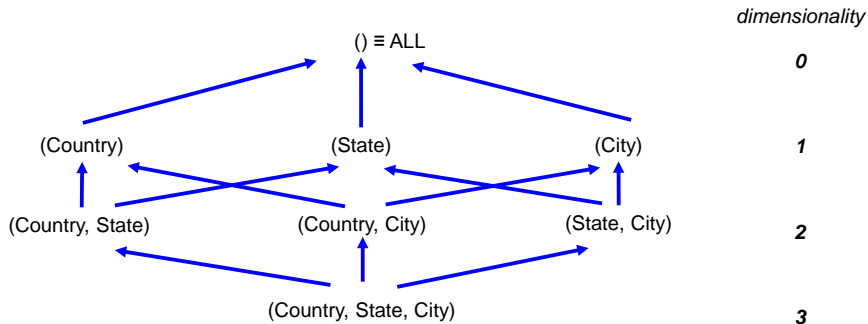 dimensionality
() ≡ ALL
0
(Country)
(State)
(City)
1
(Country, State)
(Country, City)
(State, City)
2
(Country, State, City)
3